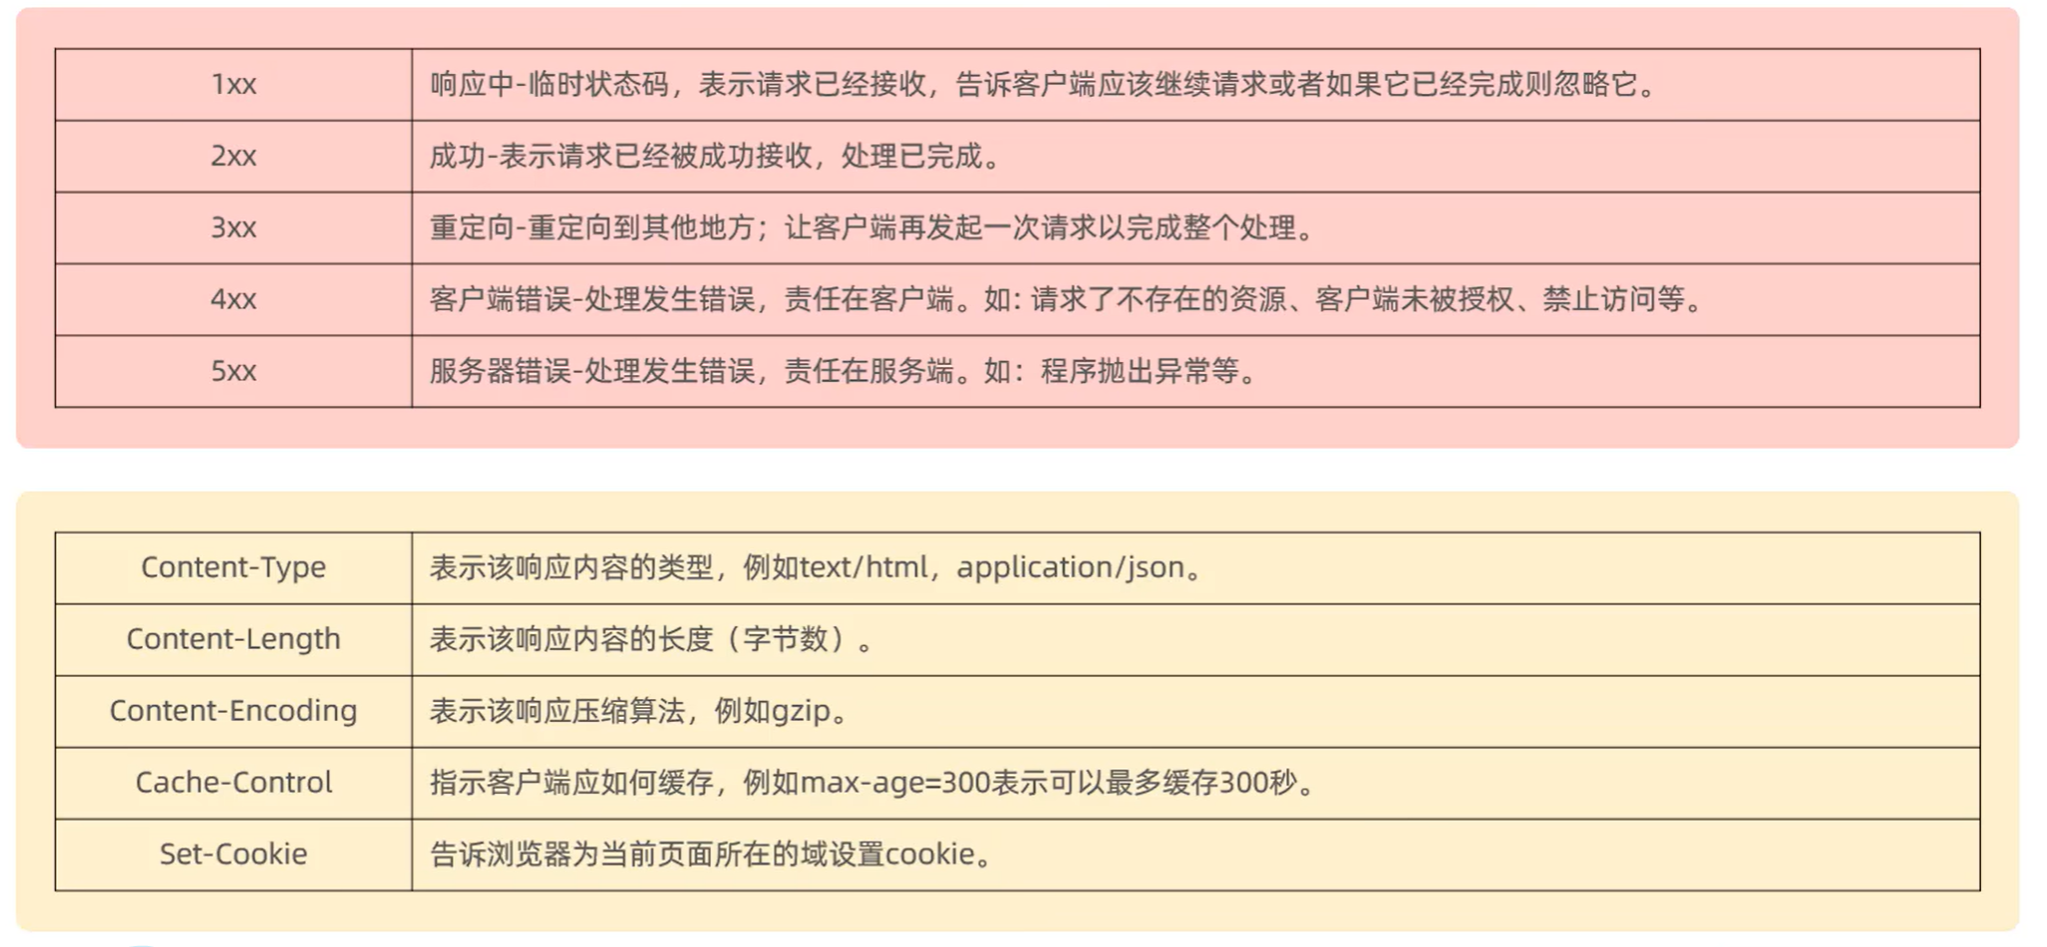 1xx 响应中-临时状态码，表示请求已经接收，告诉客户端应该继续请求或者如果它已经完成则忽略它。
2xx 成功-表示请求已经被成功接收，处理已完成。
3xx 重定向-重定向到其他地方；让客户端再发起一次请求以完成整个处理。
4xx 客户端错误-处理发生错误，责任在客户端。如: 请求了不存在的资源、客户端未被授权、禁止访问等。
5xx 服务器错误-处理发生错误，责任在服务端。如：程序抛出异常等。
Content-Type 表示该响应内容的类型，例如text/html，application/json。
Content-Length 表示该响应内容的长度（字节数）。
Content-Encoding 表示该响应压缩算法，例如gzip。
Cache-Control 指示客户端应如何缓存，例如max-age=300表示可以最多缓存300秒。
Set-Cookie 告诉浏览器为当前页面所在的域设置cookie。